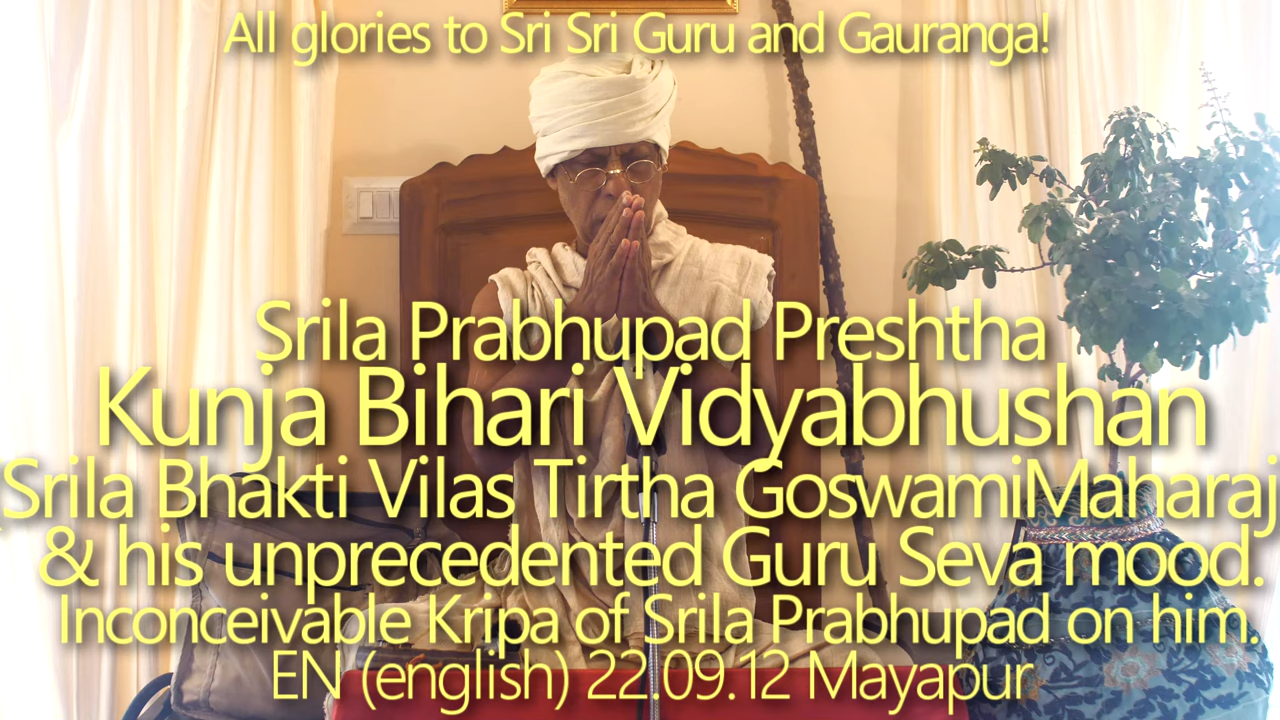 All glories to Sri Sri Guru and Gauranga!
Srila Prabhupad Preshtha
Kunja Bihari Vidyabhushan
Srila Bhakti Vilas Tirtha GoswamiMaharaj
& his unprecedented Guru Seva mood.
Inconceivable Kripa of Srila Prabhupad on him.
EN (english) 22.09.12 Mayapur